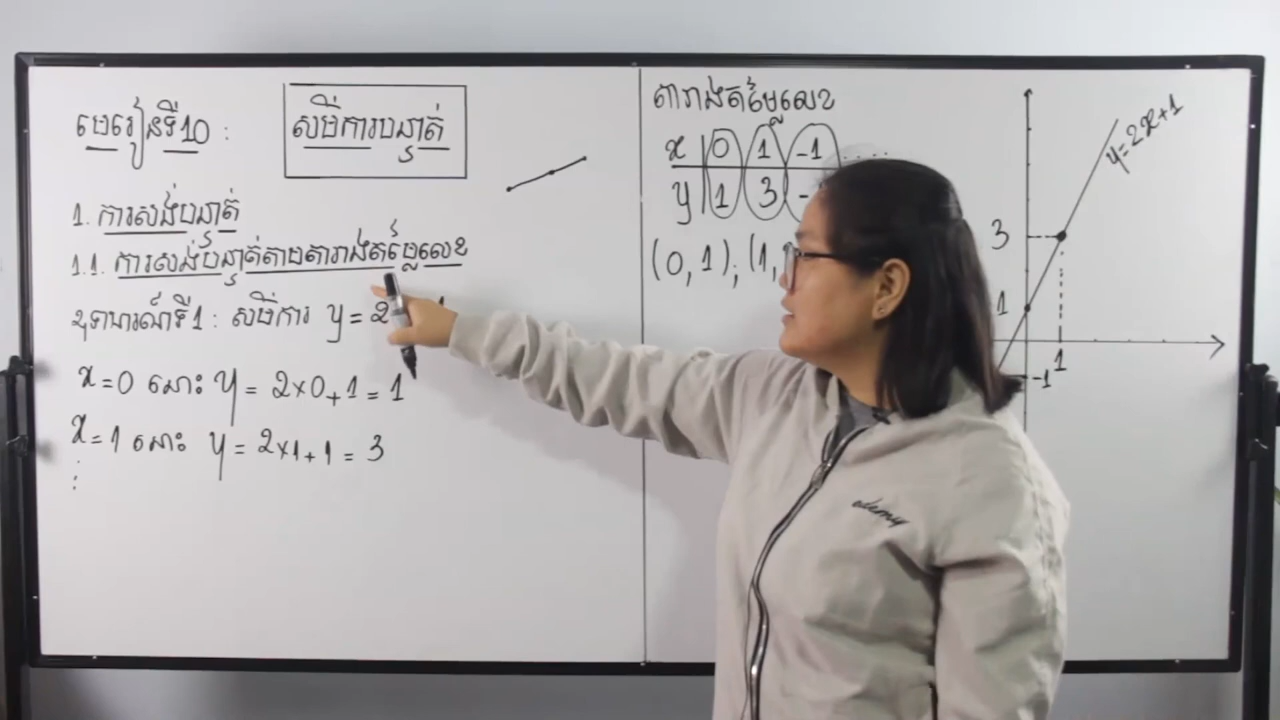 មេរៀនទី10 :
សមីការបន្ទាត់
1. ការសង់បន្ទាត់
1.1. ការសង់បន្ទាត់តាមតារាងតម្លៃលេខ
ឧទាហរណ៍ទី1 : សមីការ y = 2
x = 0 នោះ y = 2×0+1 = 1
x = 1 នោះ y = 2×1+1 = 3
⋮
តារាងតម្លៃលេខ
x 0 1 -1 .....
y 1 3 -
(0,1); (1,
y=2x+1
3
1
1
-1